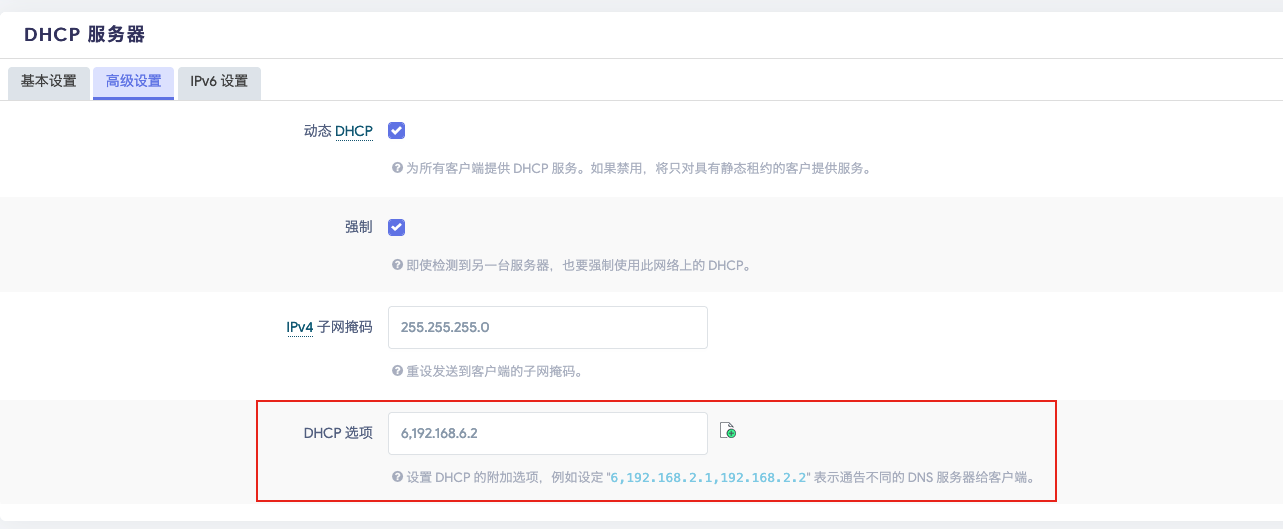 DHCP 服务器
基本设置 高级设置 IPv6 设置
动态 DHCP
为所有客户端提供 DHCP 服务。如果禁用，将只对具有静态租约的客户提供服务。
强制
即使检测到另一台服务器，也要强制使用此网络上的 DHCP。
IPv4 子网掩码 255.255.255.0
重设发送到客户端的子网掩码。
DHCP 选项 6,192.168.6.2
设置 DHCP 的附加选项，例如设定 "6,192.168.2.1,192.168.2.2" 表示通告不同的 DNS 服务器给客户端。